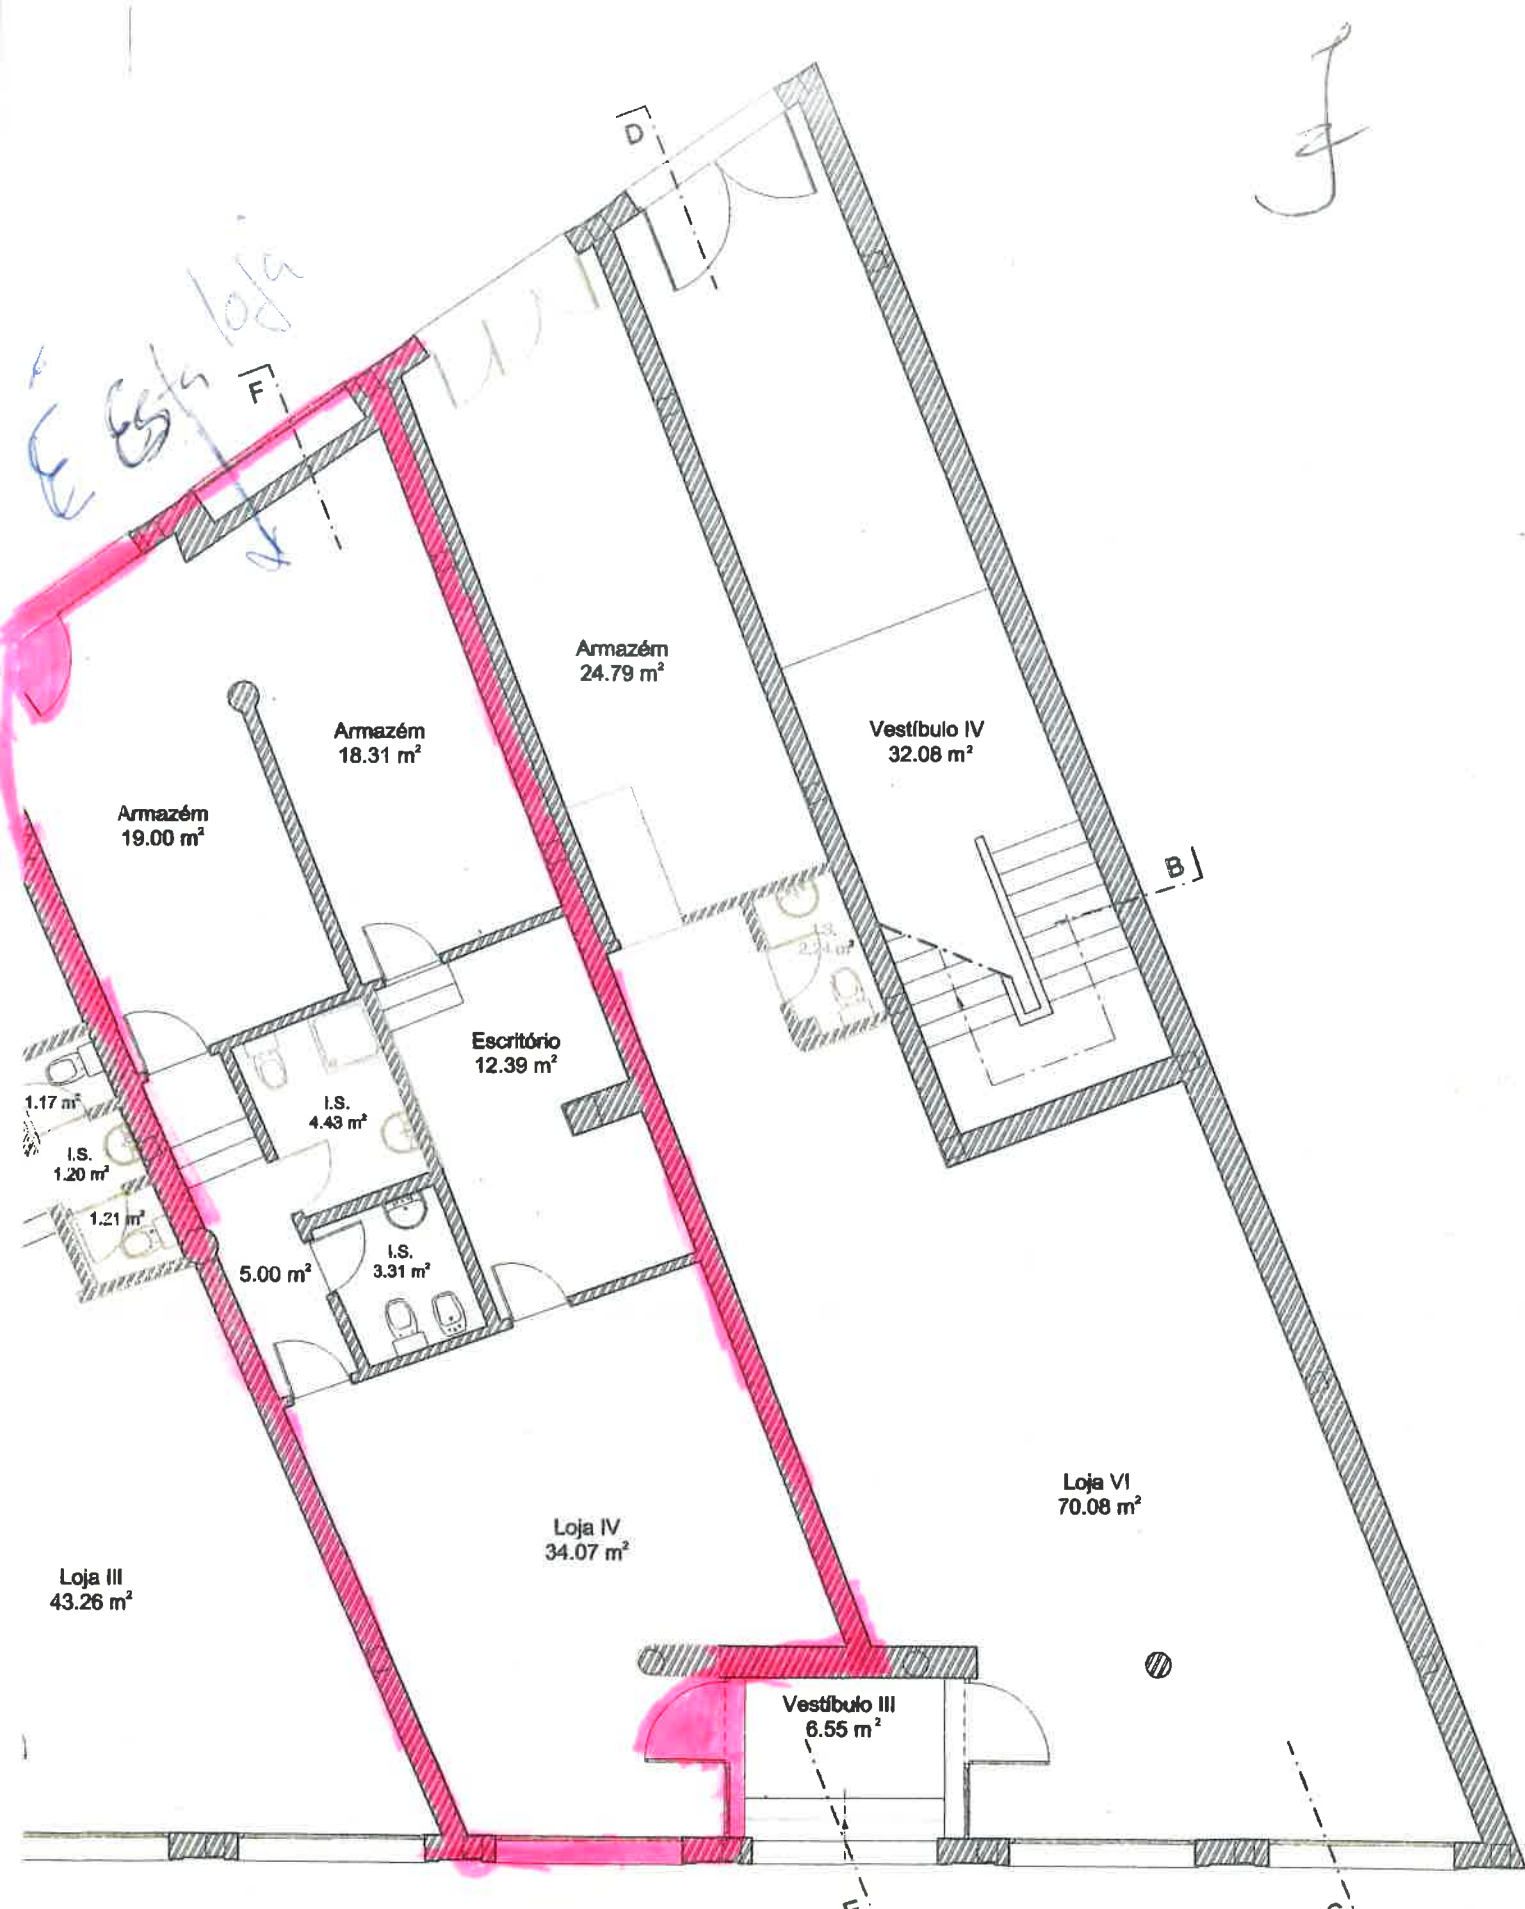 D
É Esta loja
F
Armazém
24.79 m²
Armazém
18.31 m²
Vestíbulo IV
32.08 m²
Armazém
19.00 m²
B
I.S.
2.24 m²
Escritório
12.39 m²
1.17 m²
I.S.
4.43 m²
I.S.
1.20 m²
1.21 m²
5.00 m²
I.S.
3.31 m²
Loja VI
70.08 m²
Loja IV
34.07 m²
Loja III
43.26 m²
Vestíbulo III
6.55 m²